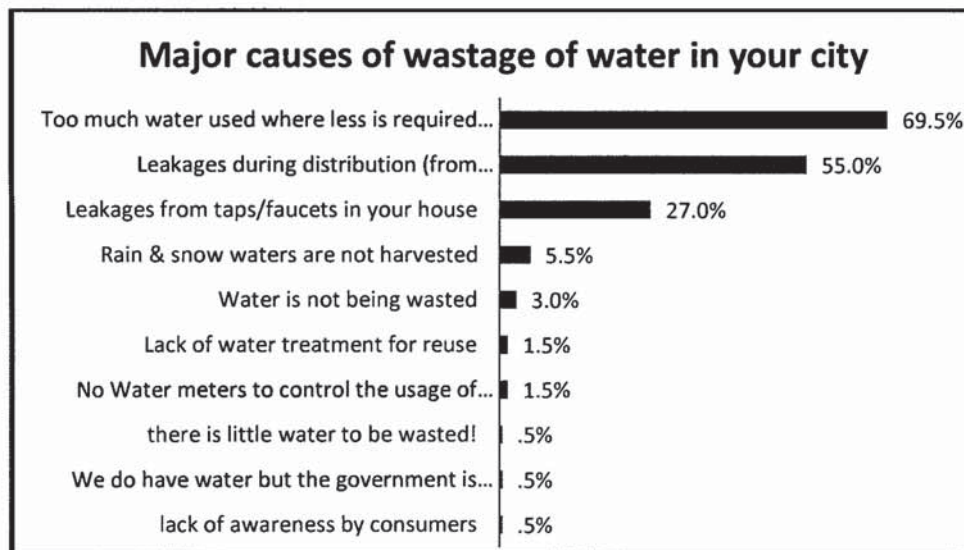 Major causes of wastage of water in your city
Too much water used where less is required... 69.5%
Leakages during distribution (from... 55.0%
Leakages from taps/faucets in your house 27.0%
Rain & snow waters are not harvested 5.5%
Water is not being wasted 3.0%
Lack of water treatment for reuse 1.5%
No Water meters to control the usage of... 1.5%
there is little water to be wasted! .5%
We do have water but the government is... .5%
lack of awareness by consumers .5%